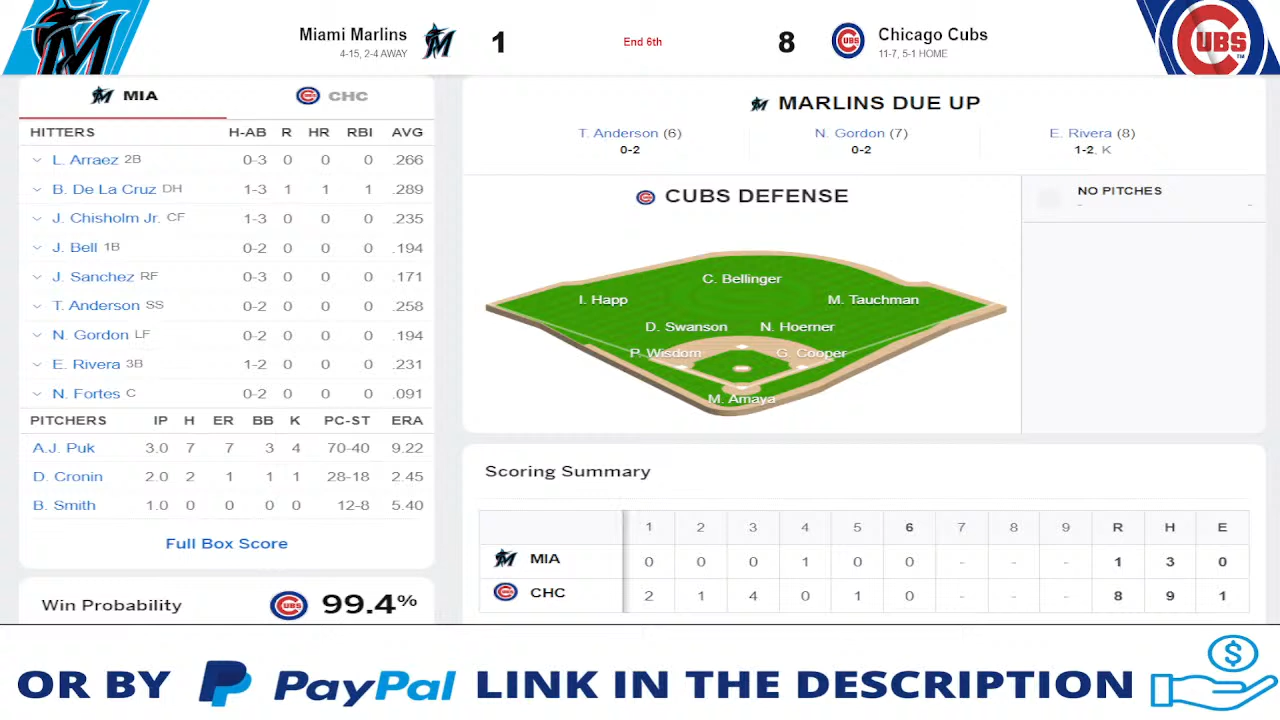 Miami Marlins
4-15, 2-4 AWAY
1
End 6th
8
Chicago Cubs
11-7, 5-1 HOME
CUBS
MIA
CHC
HITTERS H-AB R HR RBI AVG
L. Arraez 2B 0-3 0 0 0 .266
B. De La Cruz DH 1-3 1 1 1 .289
J. Chisholm Jr. CF 1-3 0 0 0 .235
J. Bell 1B 0-2 0 0 0 .194
J. Sanchez RF 0-3 0 0 0 .171
T. Anderson SS 0-2 0 0 0 .258
N. Gordon LF 0-2 0 0 0 .194
E. Rivera 3B 1-2 0 0 0 .231
N. Fortes C 0-2 0 0 0 .091
PITCHERS IP H ER BB K PC-ST ERA
A.J. Puk 3.0 7 7 3 4 70-40 9.22
D. Cronin 2.0 2 1 1 1 28-18 2.45
B. Smith 1.0 0 0 0 0 12-8 5.40
Full Box Score
Win Probability 99.4%
MARLINS DUE UP
T. Anderson (6) N. Gordon (7) E. Rivera (8)
0-2 0-2 1-2, K
CUBS DEFENSE
NO PITCHES
- -
C. Bellinger
I. Happ M. Tauchman
D. Swanson N. Hoerner
P. Wisdom G. Cooper
M. Amaya
Scoring Summary
1 2 3 4 5 6 7 8 9 R H E
MIA 0 0 0 1 0 0 - - - 1 3 0
CHC 2 1 4 0 1 0 - - - 8 9 1
OR BY PayPal LINK IN THE DESCRIPTION